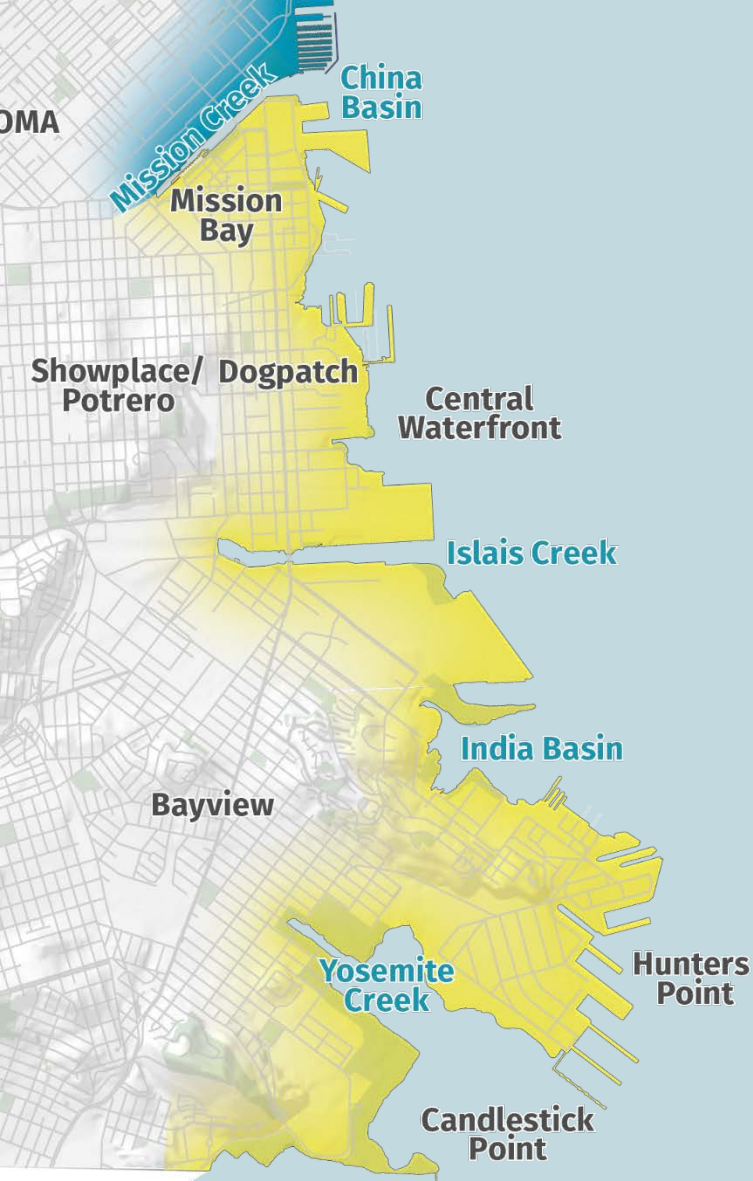 China
Basin
Mission Creek
OMA
Mission
Bay
Showplace/
Potrero
Dogpatch
Central
Waterfront
Islais Creek
India Basin
Bayview
Yosemite
Creek
Hunters
Point
Candlestick
Point